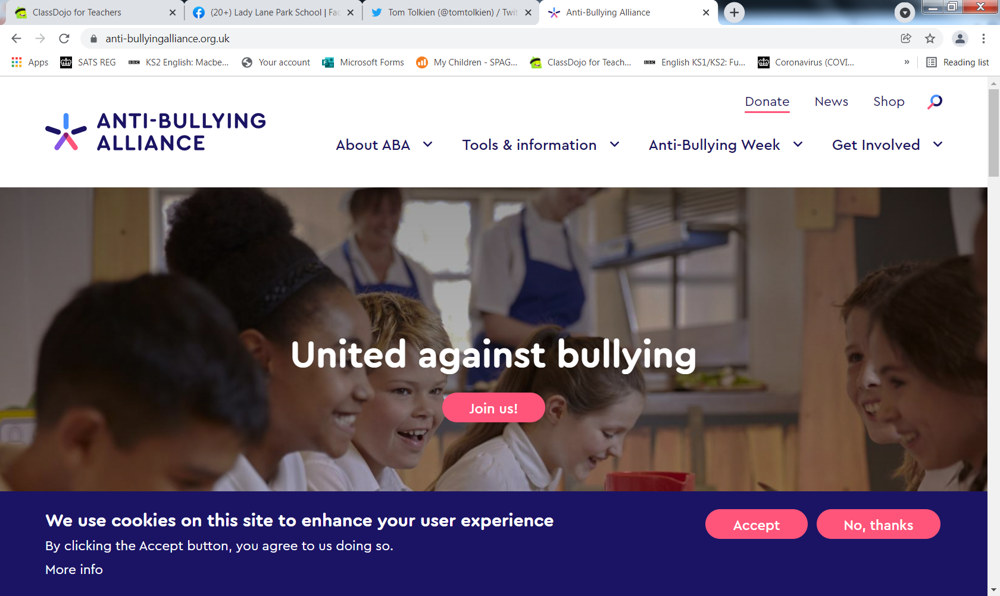 ClassDojo for Teachers
(20+) Lady Lane Park School | Fac
Tom Tolkien (@tomtolkien) / Twit
Anti-Bullying Alliance
anti-bullyingalliance.org.uk
Apps
SATS REG
BBC KS2 English: Macbe...
Your account
Microsoft Forms
My Children - SPAG...
ClassDojo for Teach...
BBC English KS1/KS2: Fu...
Coronavirus (COVI...
»
Reading list
Donate
News
Shop
ANTI-BULLYING
ALLIANCE
About ABA
Tools & information
Anti-Bullying Week
Get Involved
United against bullying
Join us!
We use cookies on this site to enhance your user experience
By clicking the Accept button, you agree to us doing so.
More info
Accept
No, thanks